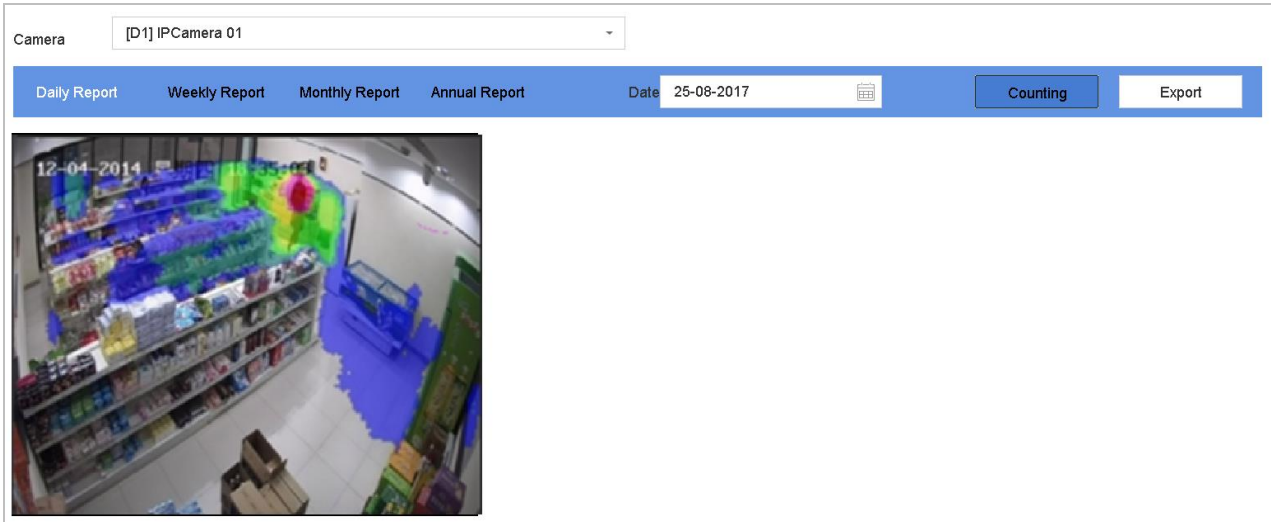 Camera [D1] IPCamera 01
Daily Report Weekly Report Monthly Report Annual Report Date 25-08-2017 Counting Export
12-04-2014